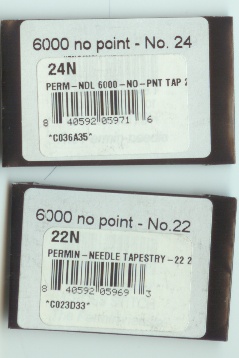 6000 no point - No. 24
24N
PERM-NDL 6000-NO-PNT TAP 2
8 40592 05971 6
*C036A35*
6000 no point - No.22
22N
PERMIN-NEEDLE TAPESTRY-22 2
8 40592 05969 3
*C023D33*